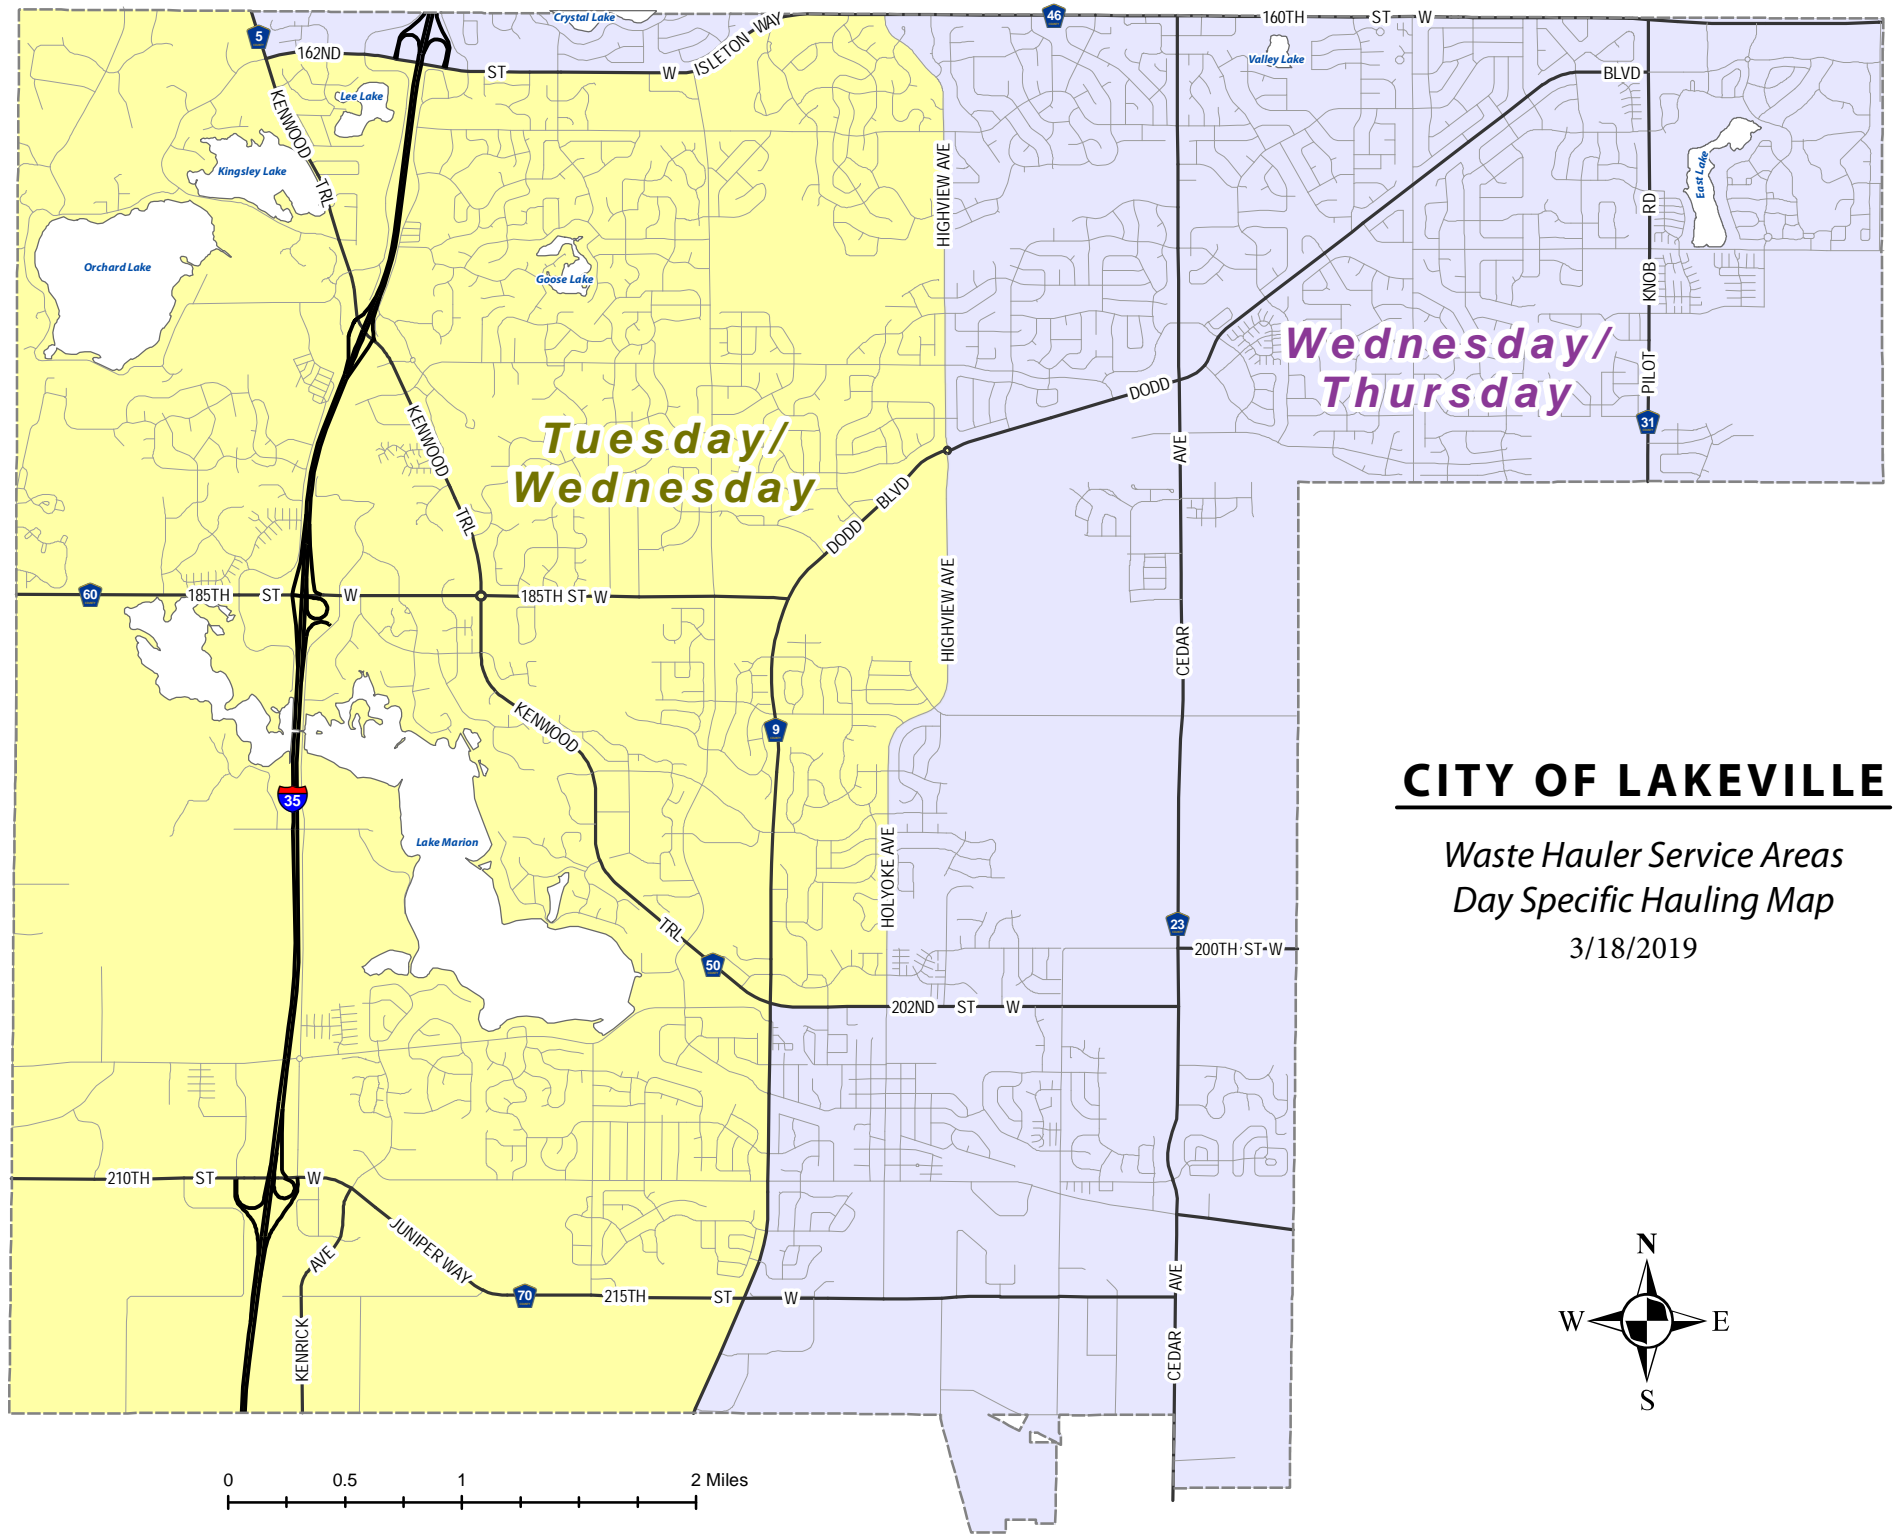 Crystal Lake
46
160TH ST W
5
162ND ST W
ISLETON WAY
Valley Lake
BLVD
Lee Lake
KENWOOD TRL
Kingsley Lake
HIGHVIEW AVE
East Lake
RD
Orchard Lake
Goose Lake
KNOB
Wednesday/
Thursday
PILOT
DODD
31
KENWOOD TRL
Tuesday/
Wednesday
AVE
DODD BLVD
60
185TH ST W
185TH ST W
HIGHVIEW AVE
CEDAR
KENWOOD
9
CITY OF LAKEVILLE
35
Waste Hauler Service Areas
Day Specific Hauling Map
3/18/2019
Lake Marion
HOLYOKE AVE
TRL
23
200TH ST W
50
202ND ST W
210TH ST W
JUNIPER WAY
AVE
KENRICK
70
215TH ST W
AVE
CEDAR
N
W E
S
0 0.5 1 2 Miles